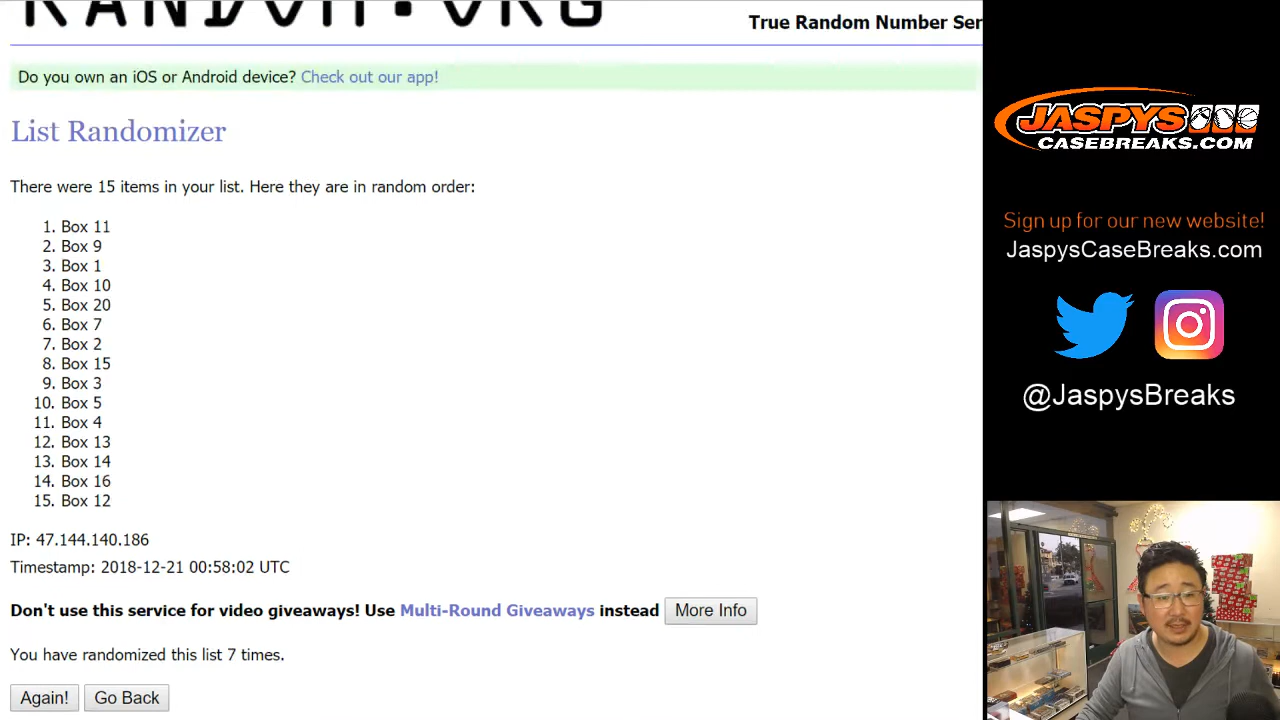 RANDOM.ORG
True Random Number Ser
Do you own an iOS or Android device? Check out our app!
List Randomizer
There were 15 items in your list. Here they are in random order:
1. Box 11
2. Box 9
3. Box 1
4. Box 10
5. Box 20
6. Box 7
7. Box 2
8. Box 15
9. Box 3
10. Box 5
11. Box 4
12. Box 13
13. Box 14
14. Box 16
15. Box 12
IP: 47.144.140.186
Timestamp: 2018-12-21 00:58:02 UTC
Don't use this service for video giveaways! Use Multi-Round Giveaways instead More Info
You have randomized this list 7 times.
Again! Go Back
JASPYS
CASEBREAKS.COM
Sign up for our new website!
JaspysCaseBreaks.com
@JaspysBreaks